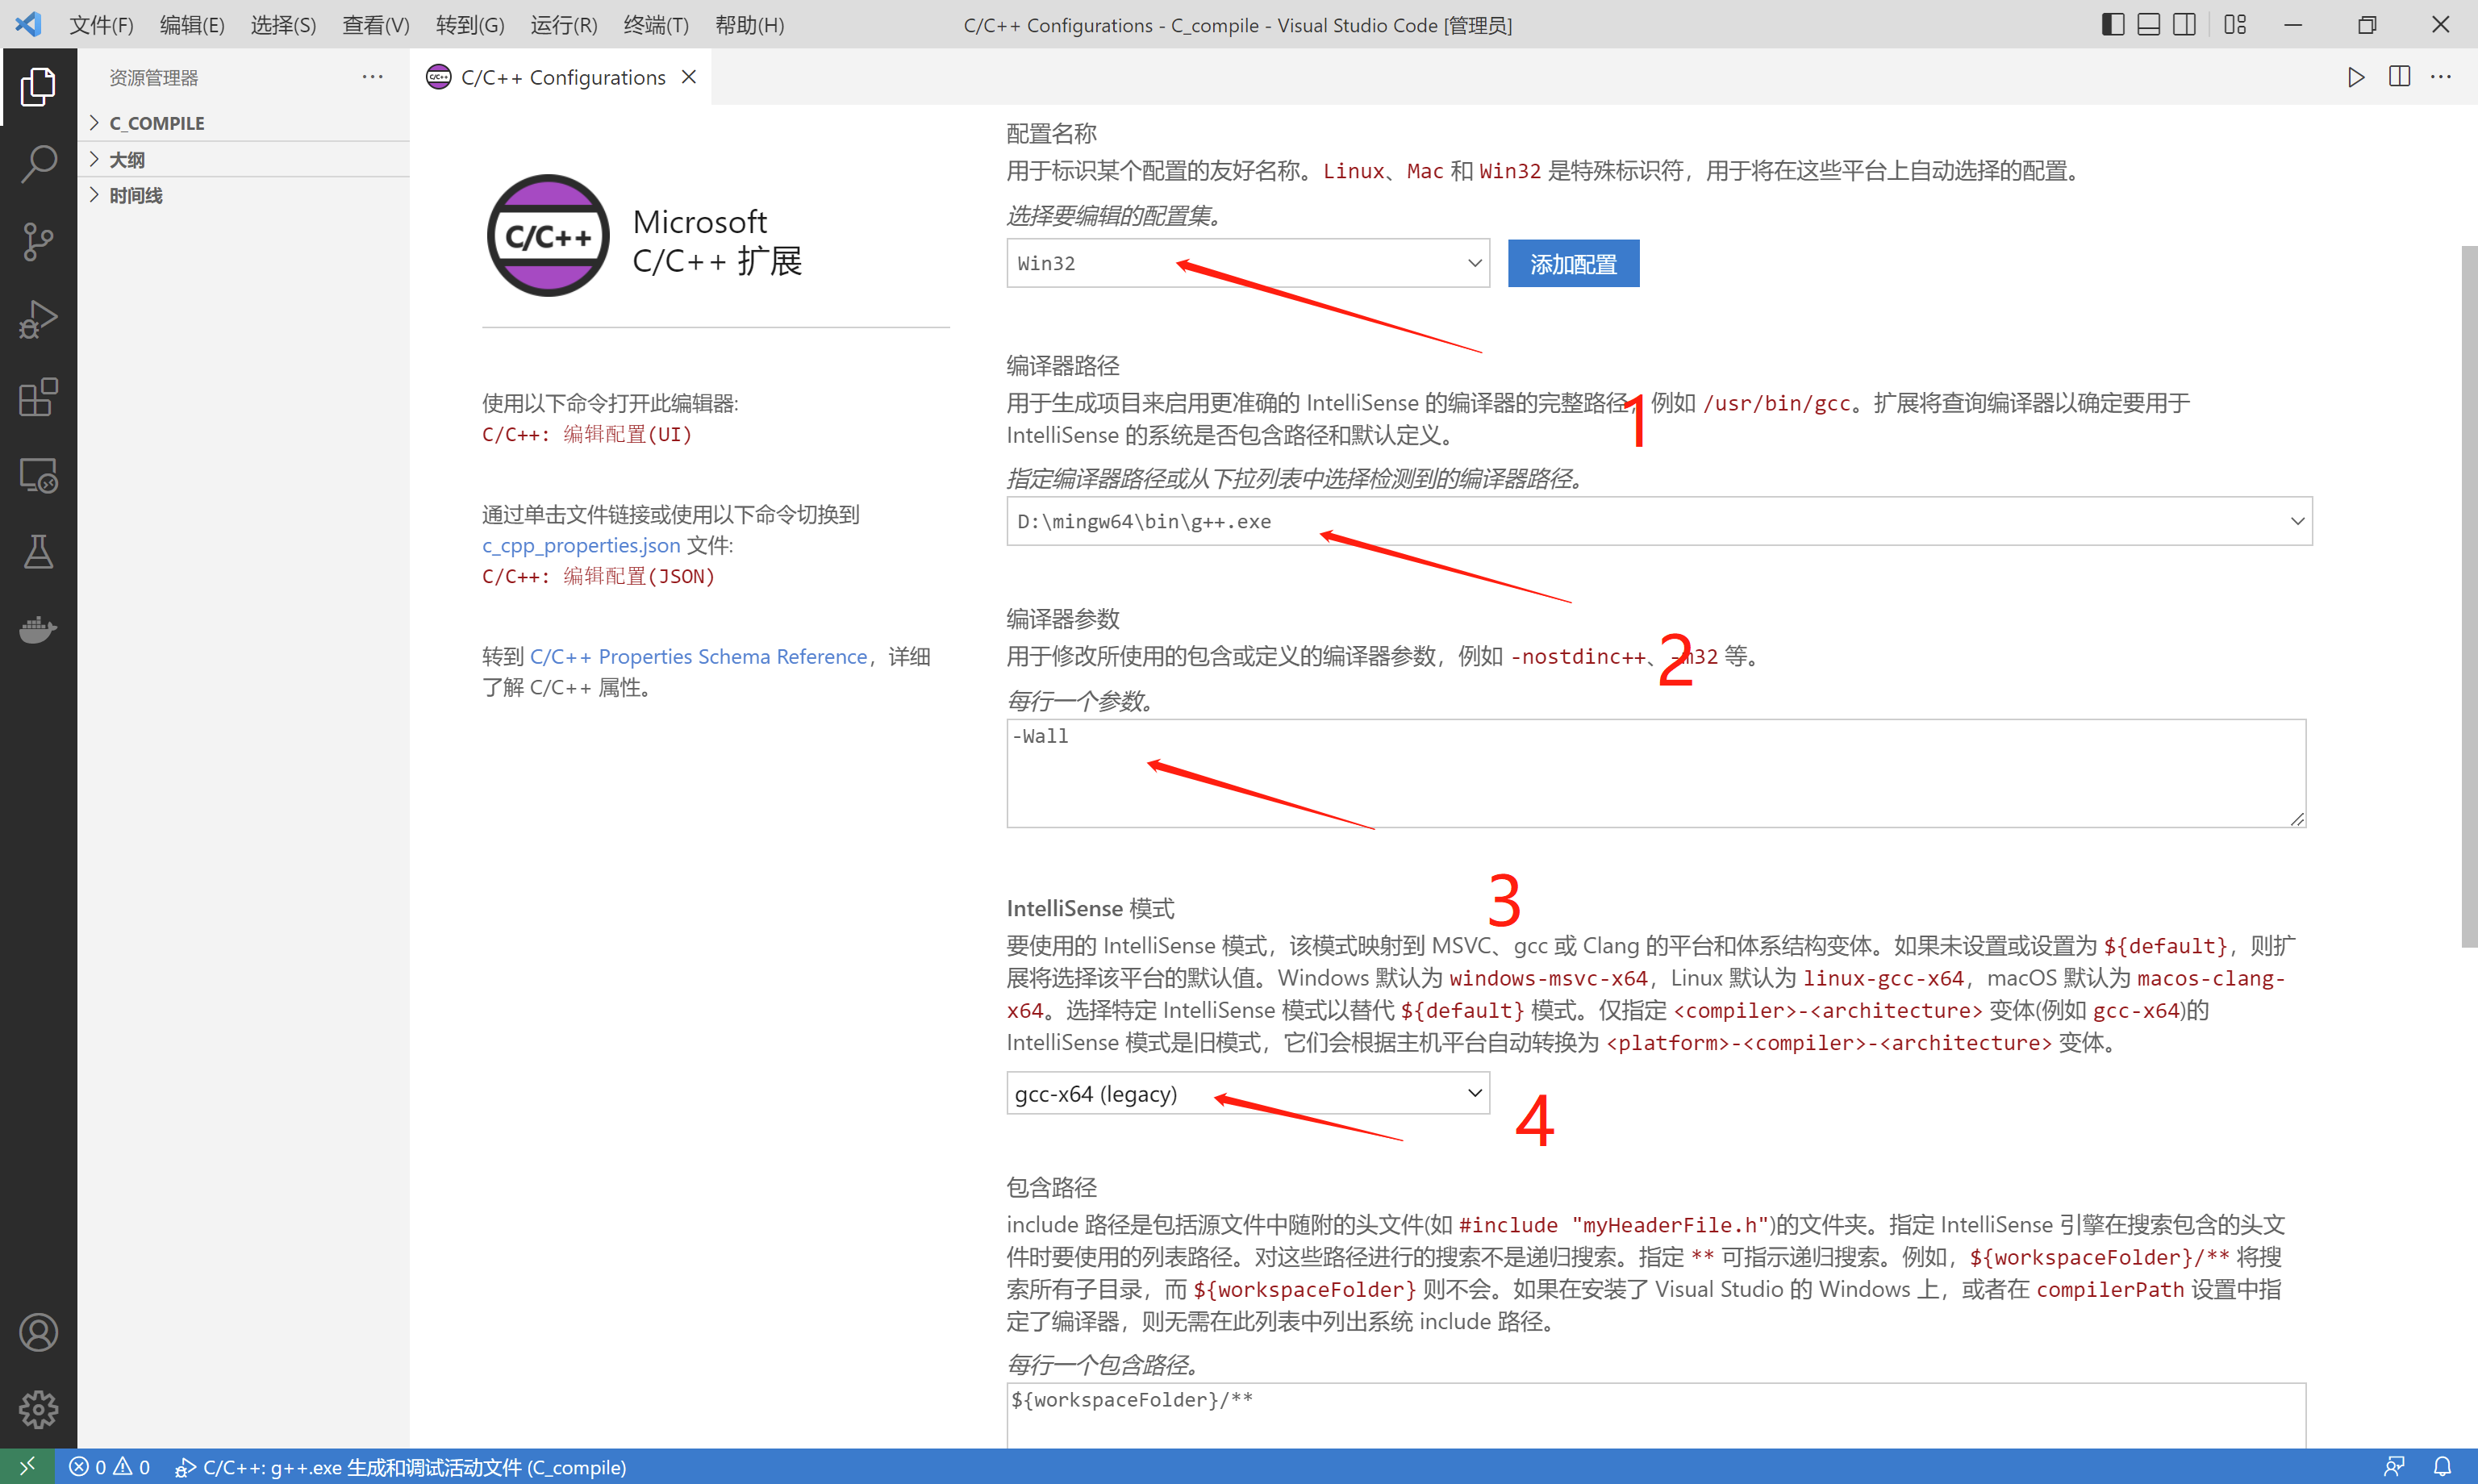 文件(F) 编辑(E) 选择(S) 查看(V) 转到(G) 运行(R) 终端(T) 帮助(H) C/C++ Configurations - C_compile - Visual Studio Code [管理员]
资源管理器
C_COMPILE
大纲
时间线
C/C++ Configurations
C/C++
Microsoft
C/C++ 扩展
使用以下命令打开此编辑器:
C/C++: 编辑配置(UI)
通过单击文件链接或使用以下命令切换到
c_cpp_properties.json 文件:
C/C++: 编辑配置(JSON)
转到 C/C++ Properties Schema Reference，详细
了解 C/C++ 属性。
配置名称
用于标识某个配置的友好名称。Linux、Mac 和 Win32 是特殊标识符，用于将在这些平台上自动选择的配置。
选择要编辑的配置集。
Win32
添加配置
1
编译器路径
用于生成项目来启用更准确的 IntelliSense 的编译器的完整路径，例如 /usr/bin/gcc。扩展将查询编译器以确定要用于
IntelliSense 的系统是否包含路径和默认定义。
指定编译器路径或从下拉列表中选择检测到的编译器路径。
D:\mingw64\bin\g++.exe
2
编译器参数
用于修改所使用的包含或定义的编译器参数，例如 -nostdinc++、-m32 等。
每行一个参数。
-Wall
3
IntelliSense 模式
要使用的 IntelliSense 模式，该模式映射到 MSVC、gcc 或 Clang 的平台和体系结构变体。如果未设置或设置为 ${default}，则扩
展将选择该平台的默认值。Windows 默认为 windows-msvc-x64，Linux 默认为 linux-gcc-x64，macOS 默认为 macos-clang-
x64。选择特定 IntelliSense 模式以替代 ${default} 模式。仅指定 <compiler>-<architecture> 变体(例如 gcc-x64)的
IntelliSense 模式是旧模式，它们会根据主机平台自动转换为 <platform>-<compiler>-<architecture> 变体。
gcc-x64 (legacy)
4
包含路径
include 路径是包括源文件中随附的头文件(如 #include "myHeaderFile.h")的文件夹。指定 IntelliSense 引擎在搜索包含的头文
件时要使用的列表路径。对这些路径进行的搜索不是递归搜索。指定 ** 可指示递归搜索。例如，${workspaceFolder}/** 将搜
索所有子目录，而 ${workspaceFolder} 则不会。如果在安装了 Visual Studio 的 Windows 上，或者在 compilerPath 设置中指
定了编译器，则无需在此列表中列出系统 include 路径。
每行一个包含路径。
${workspaceFolder}/**
0 0 C/C++: g++.exe 生成和调试活动文件 (C_compile)